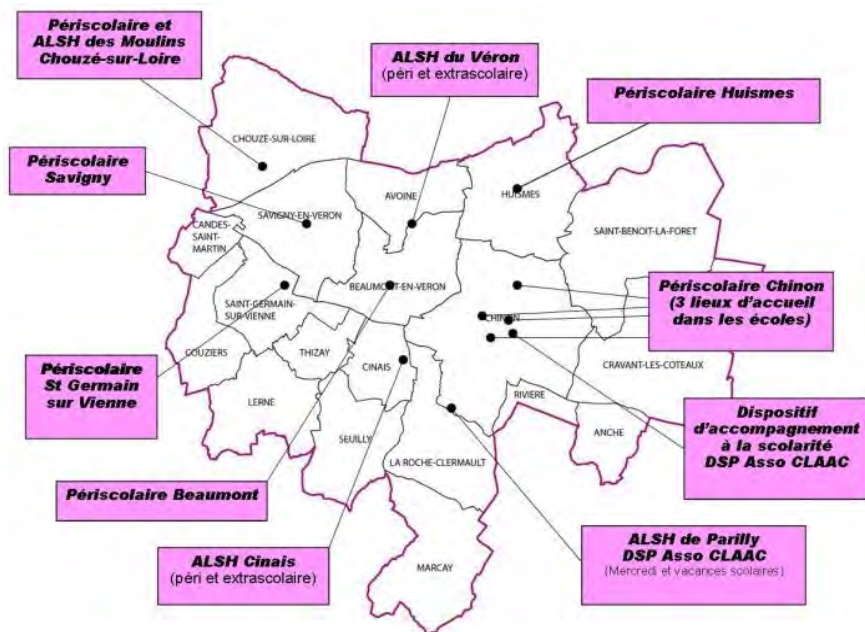 Périscolaire et
ALSH des Moulins
Chouzé-sur-Loire
ALSH du Véron
(péri et extrascolaire)
Périscolaire Huismes
Périscolaire
Savigny
CHOUZE-SUR-LOIRE
AVOINE
HUISMES
SAVIGNY-EN-VERON
CANDES-
SAINT-
MARTIN
SAINT-BENOIT-LA-FORET
BEAUMONT-EN-VERON
SAINT-GERMAIN-
SUR-VIENNE
CHINON
Périscolaire Chinon
(3 lieux d'accueil
dans les écoles)
COUZIERS
THIZAY
CINAIS
CRAVANT-LES-COTEAUX
Périscolaire
St Germain
sur Vienne
LERNE
RIVIERE
ANCHE
SEUILLY
LA ROCHE-CLERMAULT
Dispositif
d'accompagnement
à la scolarité
DSP Asso CLAAC
Périscolaire Beaumont
ALSH Cinais
(péri et extrascolaire)
MARCAY
ALSH de Parilly
DSP Asso CLAAC
(Mercredi et vacances scolaires)